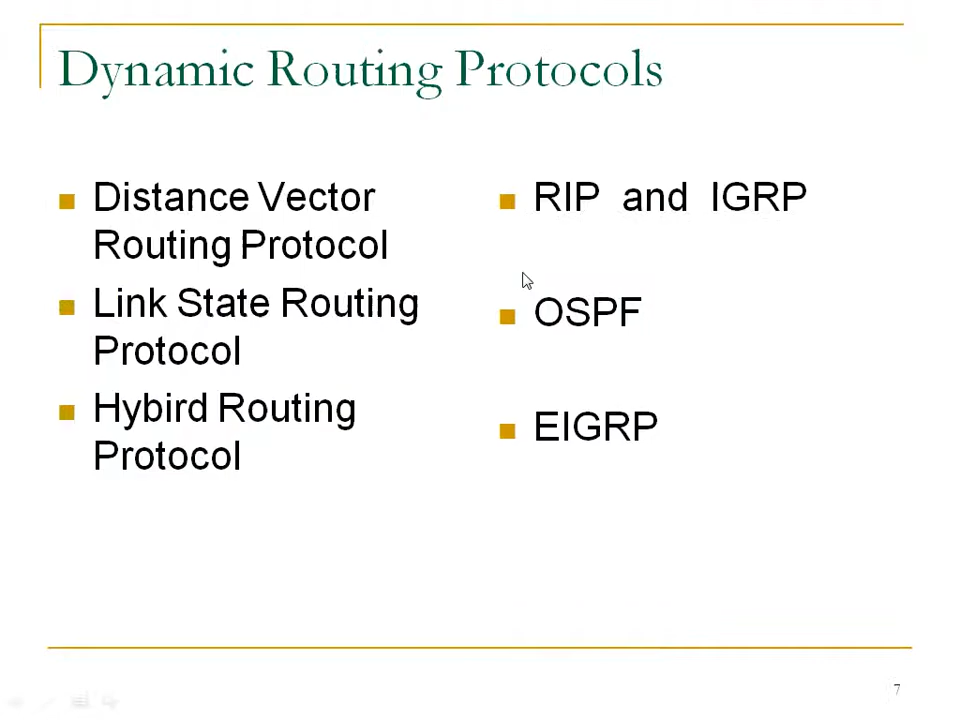 Dynamic Routing Protocols
Distance Vector
Routing Protocol
Link State Routing
Protocol
Hybird Routing
Protocol
RIP and IGRP
OSPF
EIGRP
7